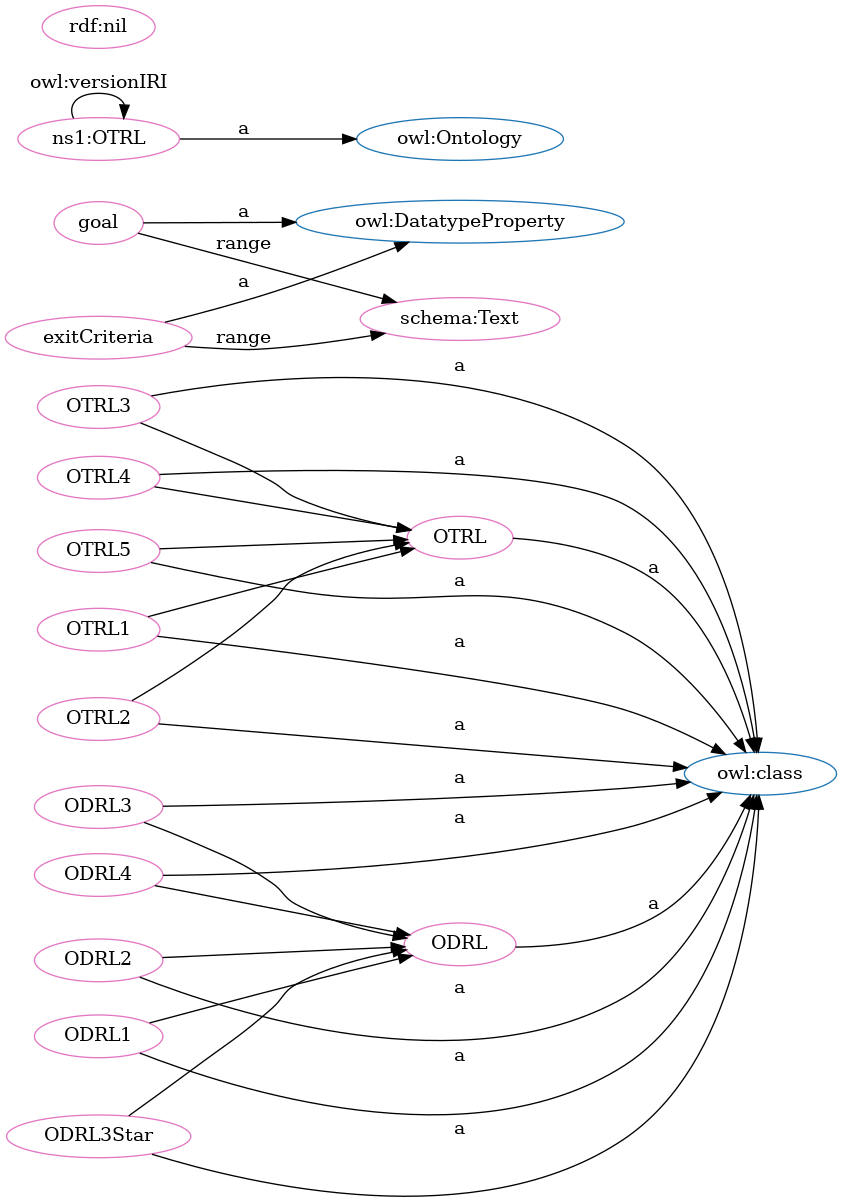 rdf:nil
owl:versionIRI
ns1:OTRL
a
owl:Ontology
goal
a
owl:DatatypeProperty
range
a
schema:Text
exitCriteria
range
a
OTRL3
a
OTRL4
OTRL
OTRL5
a
a
OTRL1
a
OTRL2
a
owl:class
a
ODRL3
a
ODRL4
a
ODRL
ODRL2
a
ODRL1
a
ODRL3Star
a